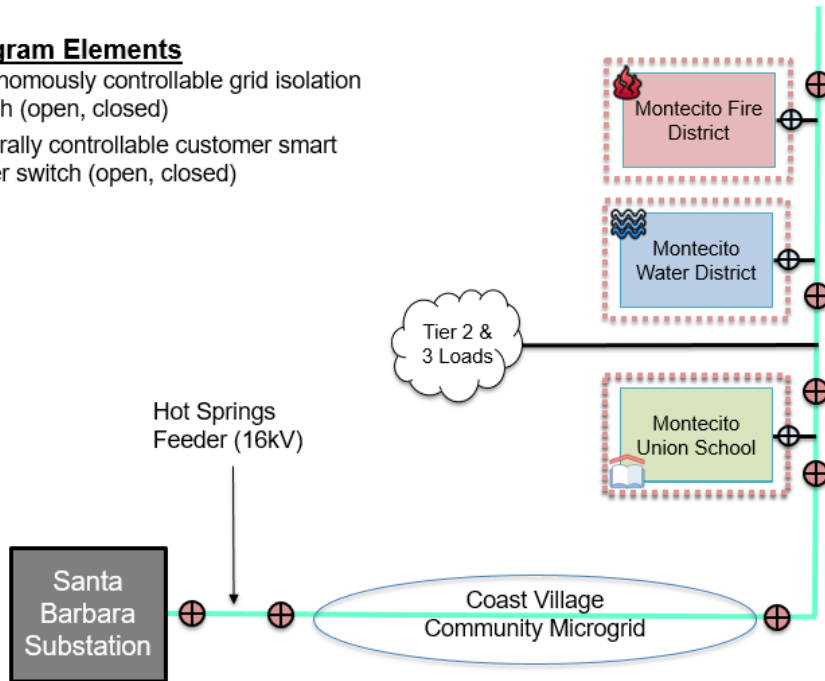 gram Elements
nomously controllable grid isolation
h (open, closed)
rally controllable customer smart
er switch (open, closed)
Montecito Fire
District
Montecito
Water District
Tier 2 &
3 Loads
Montecito
Union School
Hot Springs
Feeder (16kV)
Santa
Barbara
Substation
Coast Village
Community Microgrid